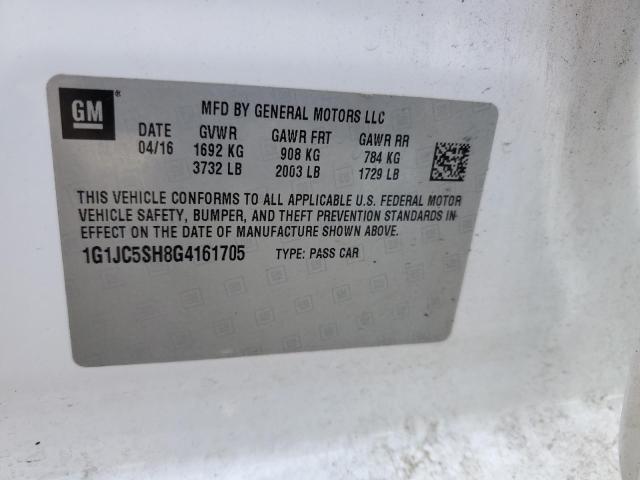 GM
MFD BY GENERAL MOTORS LLC
DATE GVWR GAWR FRT GAWR RR
04/16 1692 KG 908 KG 784 KG
3732 LB 2003 LB 1729 LB
THIS VEHICLE CONFORMS TO ALL APPLICABLE U.S. FEDERAL MOTOR
VEHICLE SAFETY, BUMPER, AND THEFT PREVENTION STANDARDS IN
EFFECT ON THE DATE OF MANUFACTURE SHOWN ABOVE.
1G1JC5SH8G4161705 TYPE: PASS CAR